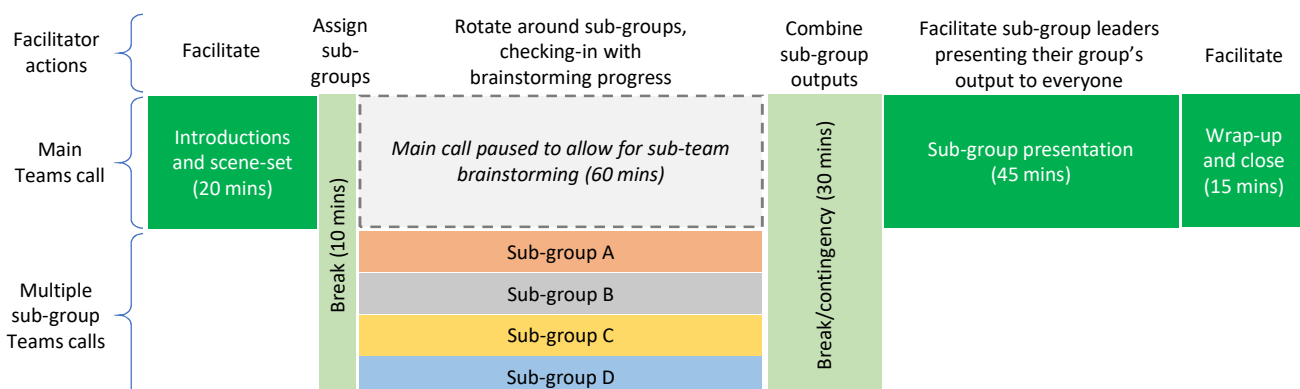 Facilitator
actions
Facilitate
Assign
sub-
groups
Rotate around sub-groups,
checking-in with
brainstorming progress
Combine
sub-group
outputs
Facilitate sub-group leaders
presenting their group’s
output to everyone
Facilitate
Main
Teams call
Introductions
and scene-set
(20 mins)
Break (10 mins)
Main call paused to allow for sub-team
brainstorming (60 mins)
Break/contingency (30 mins)
Sub-group presentation
(45 mins)
Wrap-up
and close
(15 mins)
Multiple
sub-group
Teams calls
Sub-group A
Sub-group B
Sub-group C
Sub-group D